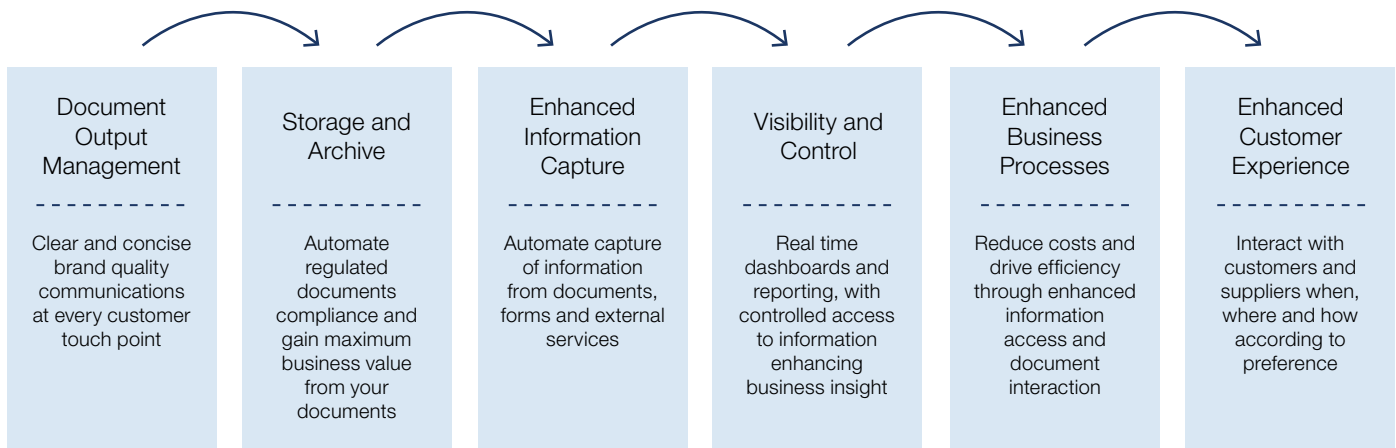 Document
Output
Management
Clear and concise
brand quality
communications
at every customer
touch point
Storage and
Archive
Automate
regulated
documents
compliance and
gain maximum
business value
from your
documents
Enhanced
Information
Capture
Automate capture
of information
from documents,
forms and external
services
Visibility and
Control
Real time
dashboards and
reporting, with
controlled access
to information
enhancing
business insight
Enhanced
Business
Processes
Reduce costs and
drive efficiency
through enhanced
information
access and
document
interaction
Enhanced
Customer
Experience
Interact with
customers and
suppliers when,
where and how
according to
preference